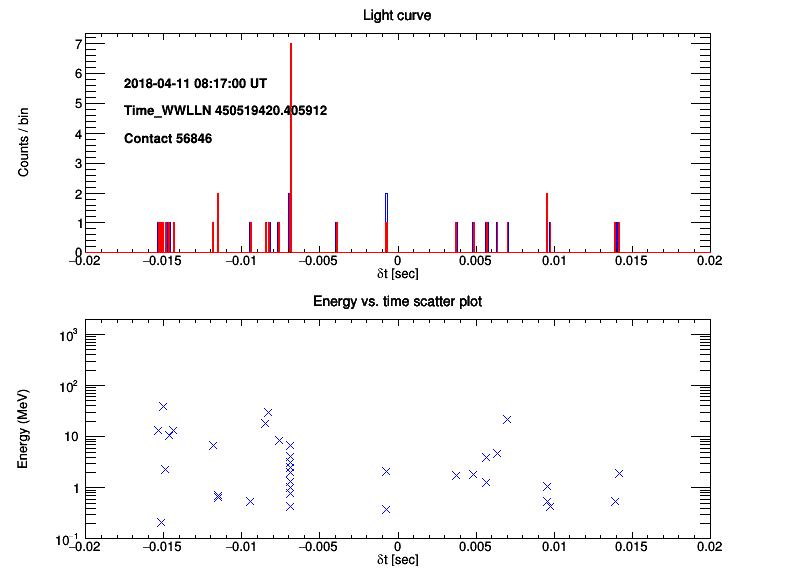 Light curve
Counts / bin
7
6
5
4
3
2
1
0
2018-04-11 08:17:00 UT
Time_WWLLN 450519420.405912
Contact 56846
−0.02 −0.015 −0.01 −0.005 0 0.005 0.01 0.015 0.02
δt [sec]
Energy vs. time scatter plot
Energy (MeV)
10³
10²
10
1
10⁻¹
−0.02 −0.015 −0.01 −0.005 0 0.005 0.01 0.015 0.02
δt [sec]